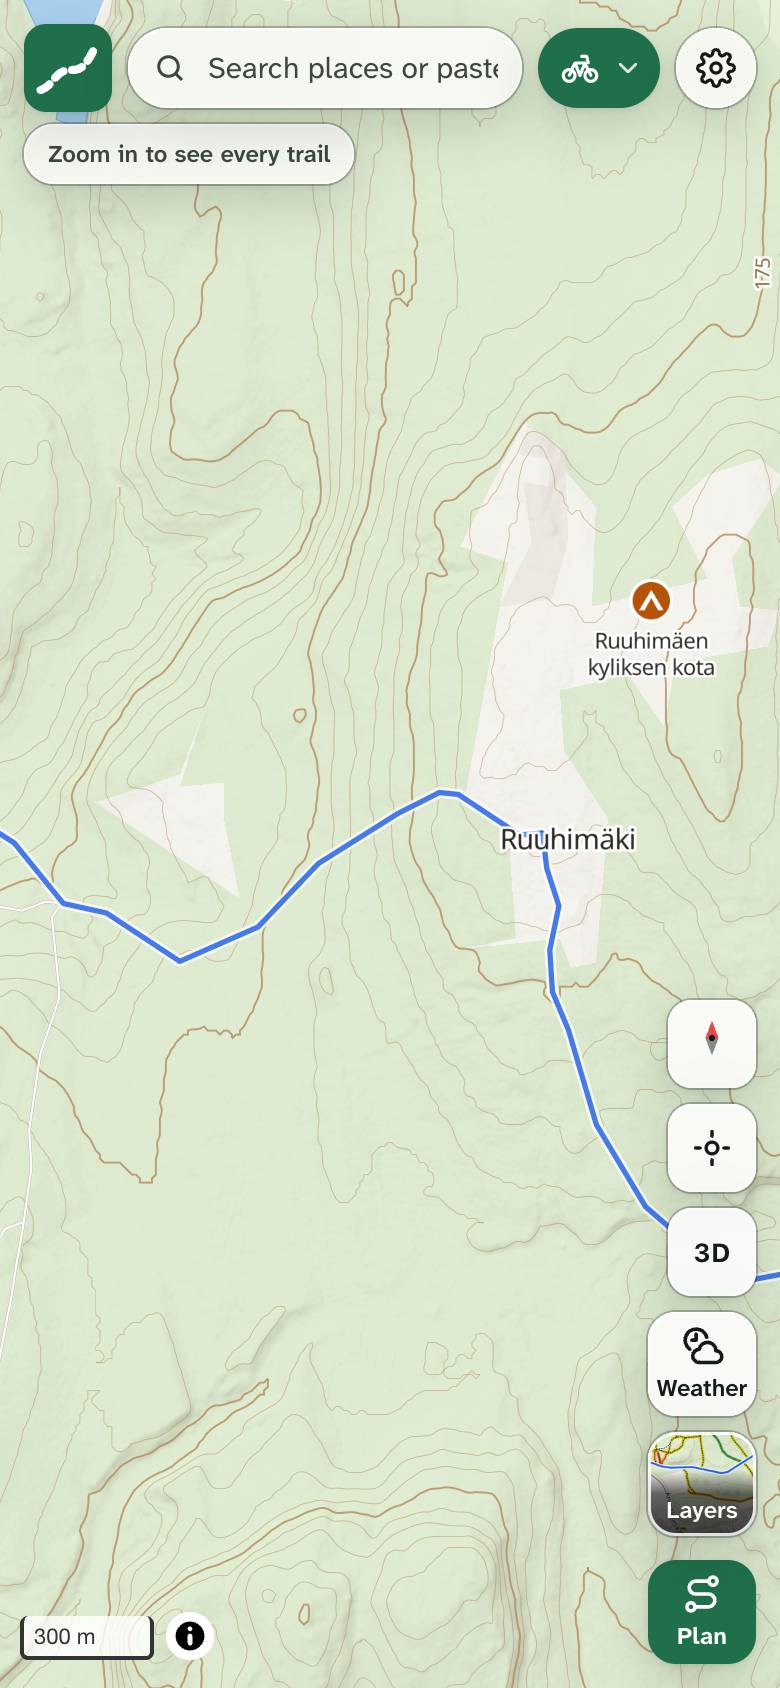 Search places or paste
Zoom in to see every trail
175
Ruuhimäen
kyliksen kota
Ruuhimäki
3D
Weather
Layers
Plan
300 m